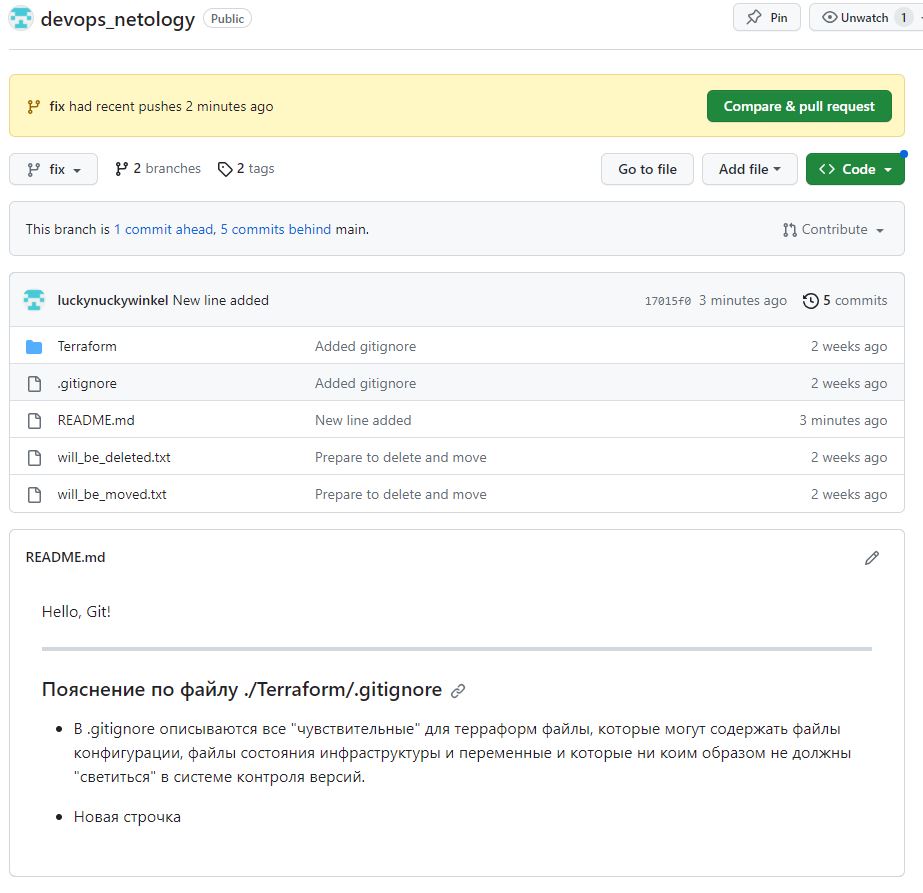 devops_netology Public Pin Unwatch 1
fix had recent pushes 2 minutes ago Compare & pull request
fix 2 branches 2 tags Go to file Add file <> Code
This branch is 1 commit ahead, 5 commits behind main. Contribute
luckynuckywinkel New line added 17015f0 3 minutes ago 5 commits
Terraform Added gitignore 2 weeks ago
.gitignore Added gitignore 2 weeks ago
README.md New line added 3 minutes ago
will_be_deleted.txt Prepare to delete and move 2 weeks ago
will_be_moved.txt Prepare to delete and move 2 weeks ago
README.md
Hello, Git!
Пояснение по файлу ./Terraform/.gitignore
• В .gitignore описываются все "чувствительные" для терраформ файлы, которые могут содержать файлы
конфигурации, файлы состояния инфраструктуры и переменные и которые ни коим образом не должны
"светиться" в системе контроля версий.
• Новая строчка